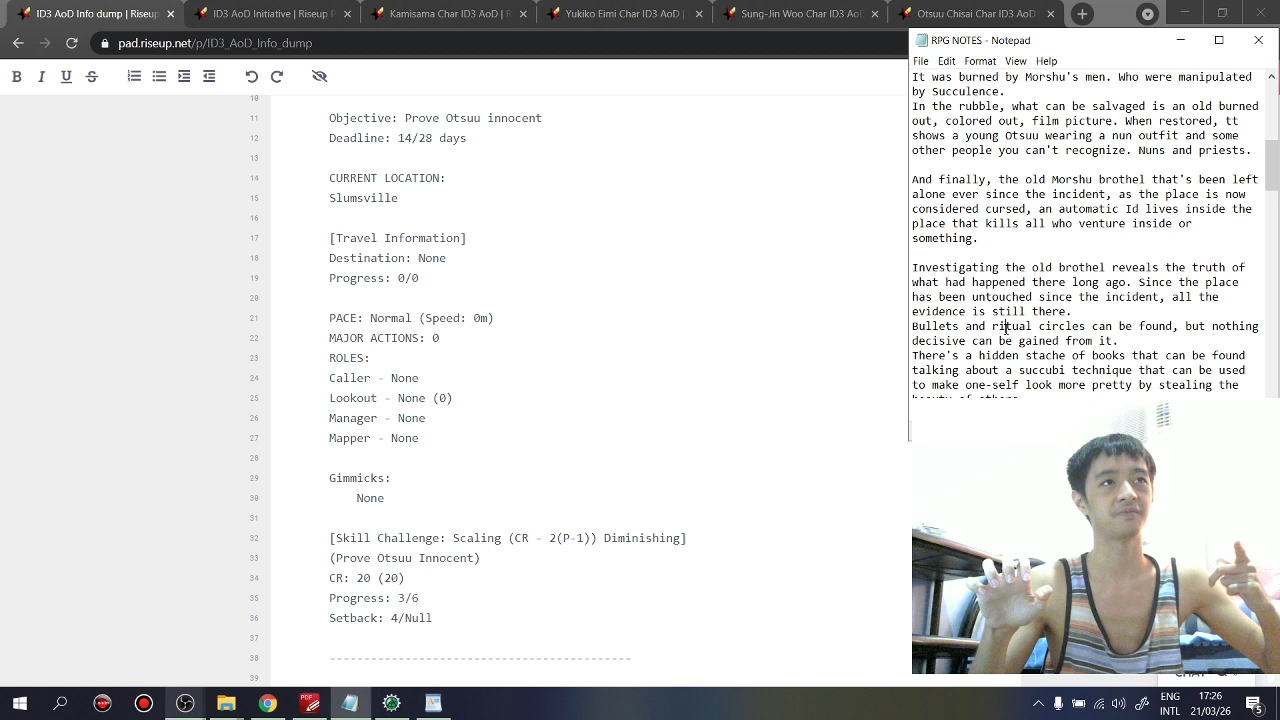 ID3 AoD Info dump | Riseup
ID3 AoD Initiative | Riseup P
Kamisama Char ID3 AoD | R
Yukiko Eimi Char ID3 AoD |
Sung-Jin Woo Char ID3 AoD
Otsuu Chisai Char ID3 AoD |
pad.riseup.net/p/ID3_AoD_Info_dump
B I U S
10
11 Objective: Prove Otsuu innocent
12 Deadline: 14/28 days
13
14 CURRENT LOCATION:
15 Slumsville
16
17 [Travel Information]
18 Destination: None
19 Progress: 0/0
20
21 PACE: Normal (Speed: 0m)
22 MAJOR ACTIONS: 0
23 ROLES:
24 Caller - None
25 Lookout - None (0)
26 Manager - None
27 Mapper - None
28
29 Gimmicks:
30 None
31
32 [Skill Challenge: Scaling (CR - 2(P-1)) Diminishing]
33 (Prove Otsuu Innocent)
34 CR: 20 (20)
35 Progress: 3/6
36 Setback: 4/Null
37
38 --------------------------------------------
39
RPG NOTES - Notepad
File Edit Format View Help
It was burned by Morshu's men. Who were manipulated
by Succulence.
In the rubble, what can be salvaged is an old burned
out, colored out, film picture. When restored, tt
shows a young Otsuu wearing a nun outfit and some
other people you can't recognize. Nuns and priests.
And finally, the old Morshu brothel that's been left
alone ever since the incident, as the place is now
considered cursed, an automatic Id lives inside the
place that kills all who venture inside or
something.
Investigating the old brothel reveals the truth of
what had happened there long ago. Since the place
has been untouched since the incident, all the
evidence is still there.
Bullets and ritual circles can be found, but nothing
decisive can be gained from it.
There's a hidden stache of books that can be found
talking about a succubi technique that can be used
to make one-self look more pretty by stealing the
beauty of others.
ENG
INTL
17:26
21/03/26
5